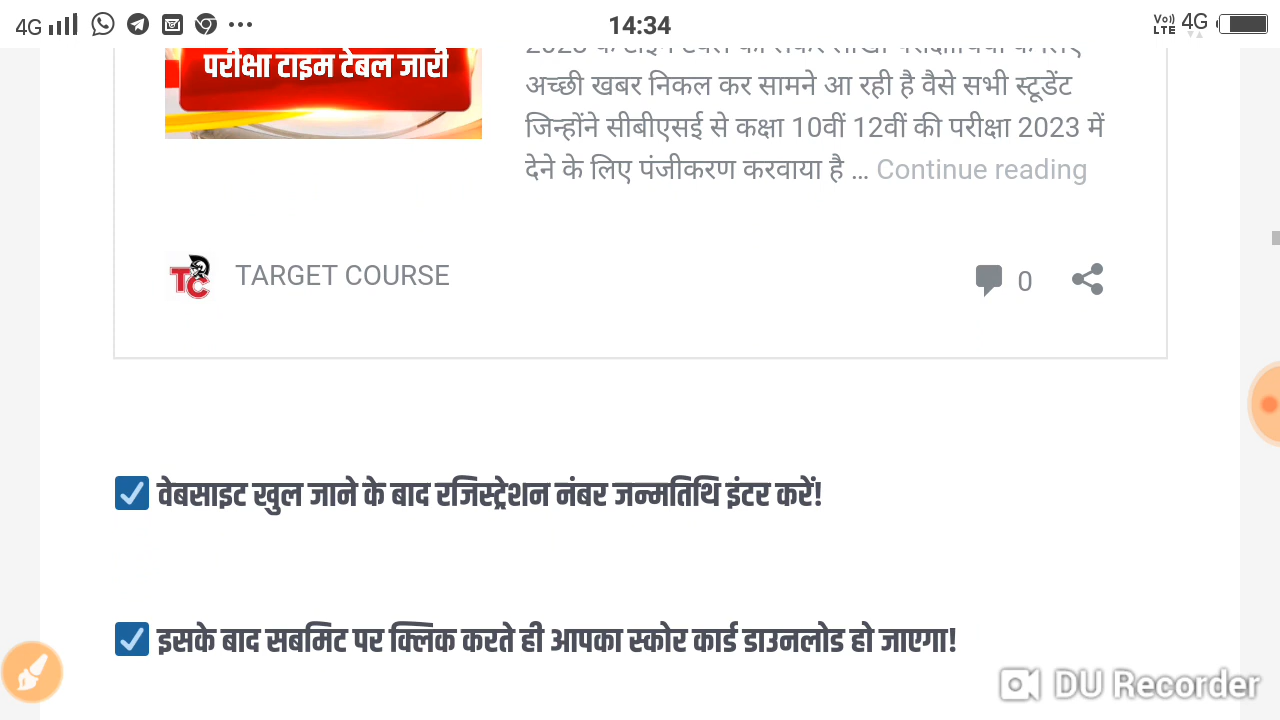 4G 14:34 Vo)) LTE 4G
परीक्षा टाइम टेबल जारी
अच्छी खबर निकल कर सामने आ रही है वैसे सभी स्टूडेंट
जिन्होंने सीबीएसई से कक्षा 10वीं 12वीं की परीक्षा 2023 में
देने के लिए पंजीकरण करवाया है ... Continue reading
TC TARGET COURSE 0
वेबसाइट खुल जाने के बाद रजिस्ट्रेशन नंबर जन्मतिथि इंटर करें!
इसके बाद सबमिट पर क्लिक करते ही आपका स्कोर कार्ड डाउनलोड हो जाएगा!
DU Recorder